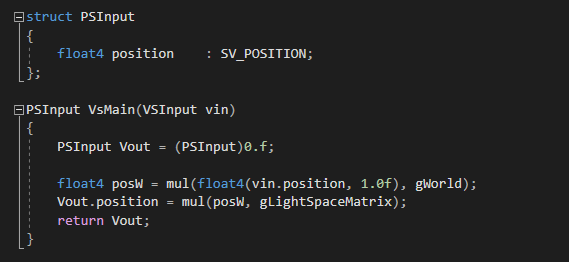 struct PSInput
{
    float4 position    : SV_POSITION;
};
PSInput VsMain(VSInput vin)
{
    PSInput Vout = (PSInput)0.f;
    float4 posW = mul(float4(vin.position, 1.0f), gWorld);
    Vout.position = mul(posW, gLightSpaceMatrix);
    return Vout;
}